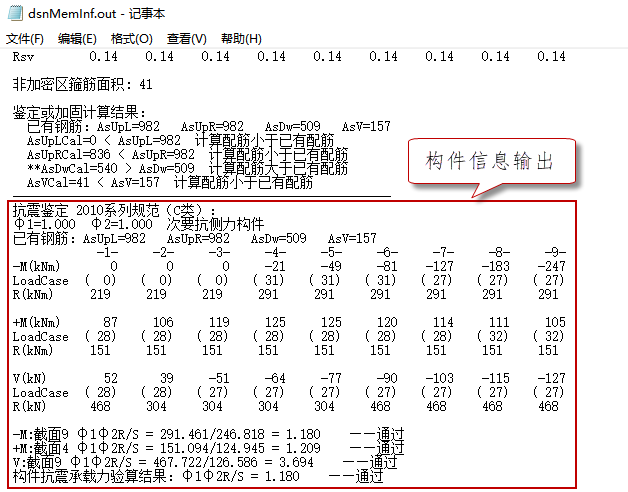 dsnMemInf.out - 记事本
文件(F) 编辑(E) 格式(O) 查看(V) 帮助(H)
Rsv 0.14 0.14 0.14 0.14 0.14 0.14 0.14 0.14 0.14
非加密区箍筋面积: 41
鉴定或加固计算结果:
已有钢筋: AsUpL=982 AsUpR=982 AsDw=509 AsV=157
AsUpLCal=0 < AsUpL=982 计算配筋小于已有配筋
AsUpRCal=836 < AsUpR=982 计算配筋小于已有配筋
**AsDwCal=540 > AsDw=509 计算配筋大于已有配筋
AsVCal=41 < AsV=157 计算配筋小于已有配筋
构件信息输出
抗震鉴定 2010系列规范(C类):
Φ1=1.000 Φ2=1.000 次要抗侧力构件
已有钢筋: AsUpL=982 AsUpR=982 AsDw=509 AsV=157
-1- -2- -3- -4- -5- -6- -7- -8- -9-
-M(kNm) 0 0 0 -21 -49 -81 -127 -183 -247
LoadCase ( 0) ( 0) ( 0) ( 31) ( 31) ( 31) ( 27) ( 27) ( 27)
R(kNm) 219 219 219 291 291 291 291 291 291
+M(kNm) 87 106 119 125 125 120 114 111 105
LoadCase ( 28) ( 28) ( 28) ( 28) ( 28) ( 28) ( 28) ( 32) ( 32)
R(kNm) 151 151 151 151 151 151 151 151 151
V(kN) 52 39 -51 -64 -77 -90 -103 -115 -127
LoadCase ( 28) ( 28) ( 27) ( 27) ( 27) ( 27) ( 27) ( 27) ( 27)
R(kN) 468 304 304 304 304 468 468 468 468
-M:截面9 Φ1Φ2R/S = 291.461/246.818 = 1.180 ——通过
+M:截面4 Φ1Φ2R/S = 151.094/124.945 = 1.209 ——通过
V:截面9 Φ1Φ2R/S = 467.722/126.586 = 3.694 ——通过
构件抗震承载力验算结果: Φ1Φ2R/S = 1.180 ——通过